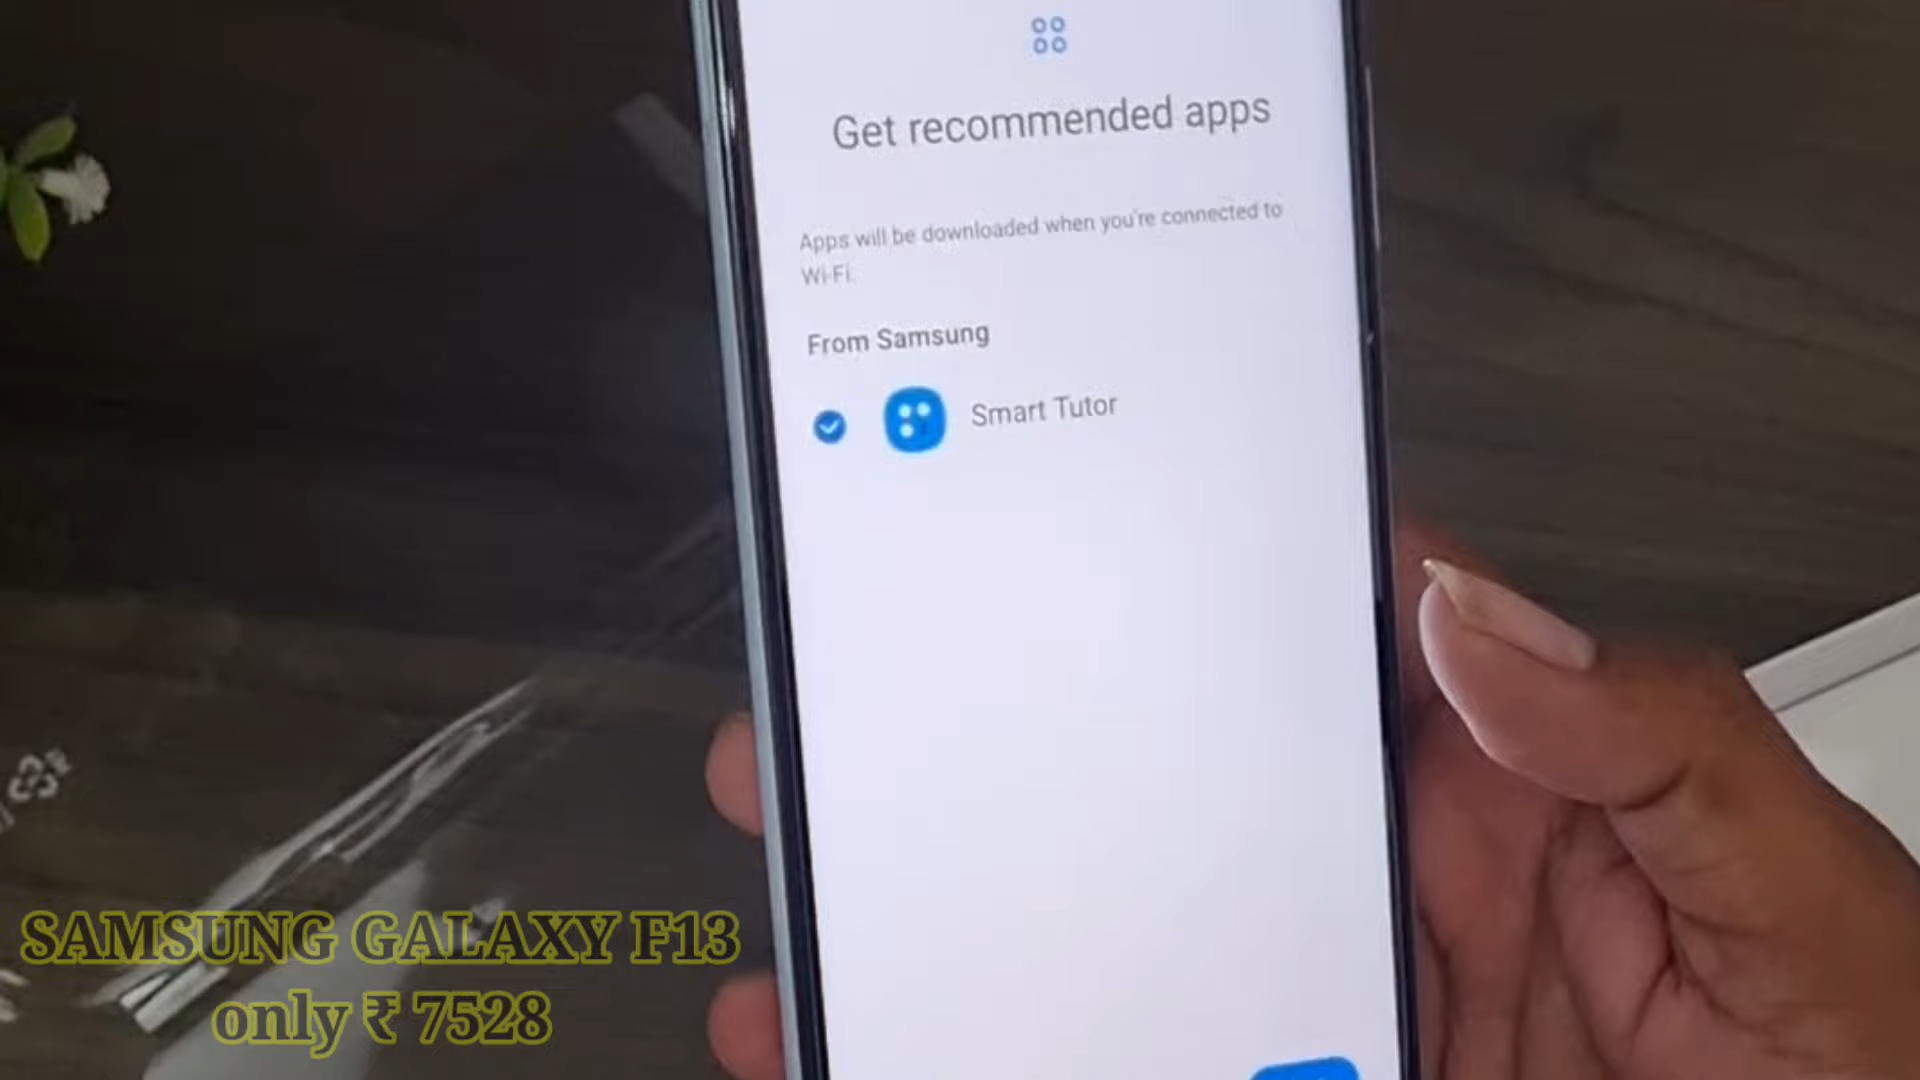 Get recommended apps
Apps will be downloaded when you're connected to
Wi-Fi.
From Samsung
Smart Tutor
SAMSUNG GALAXY F13
only ₹ 7528